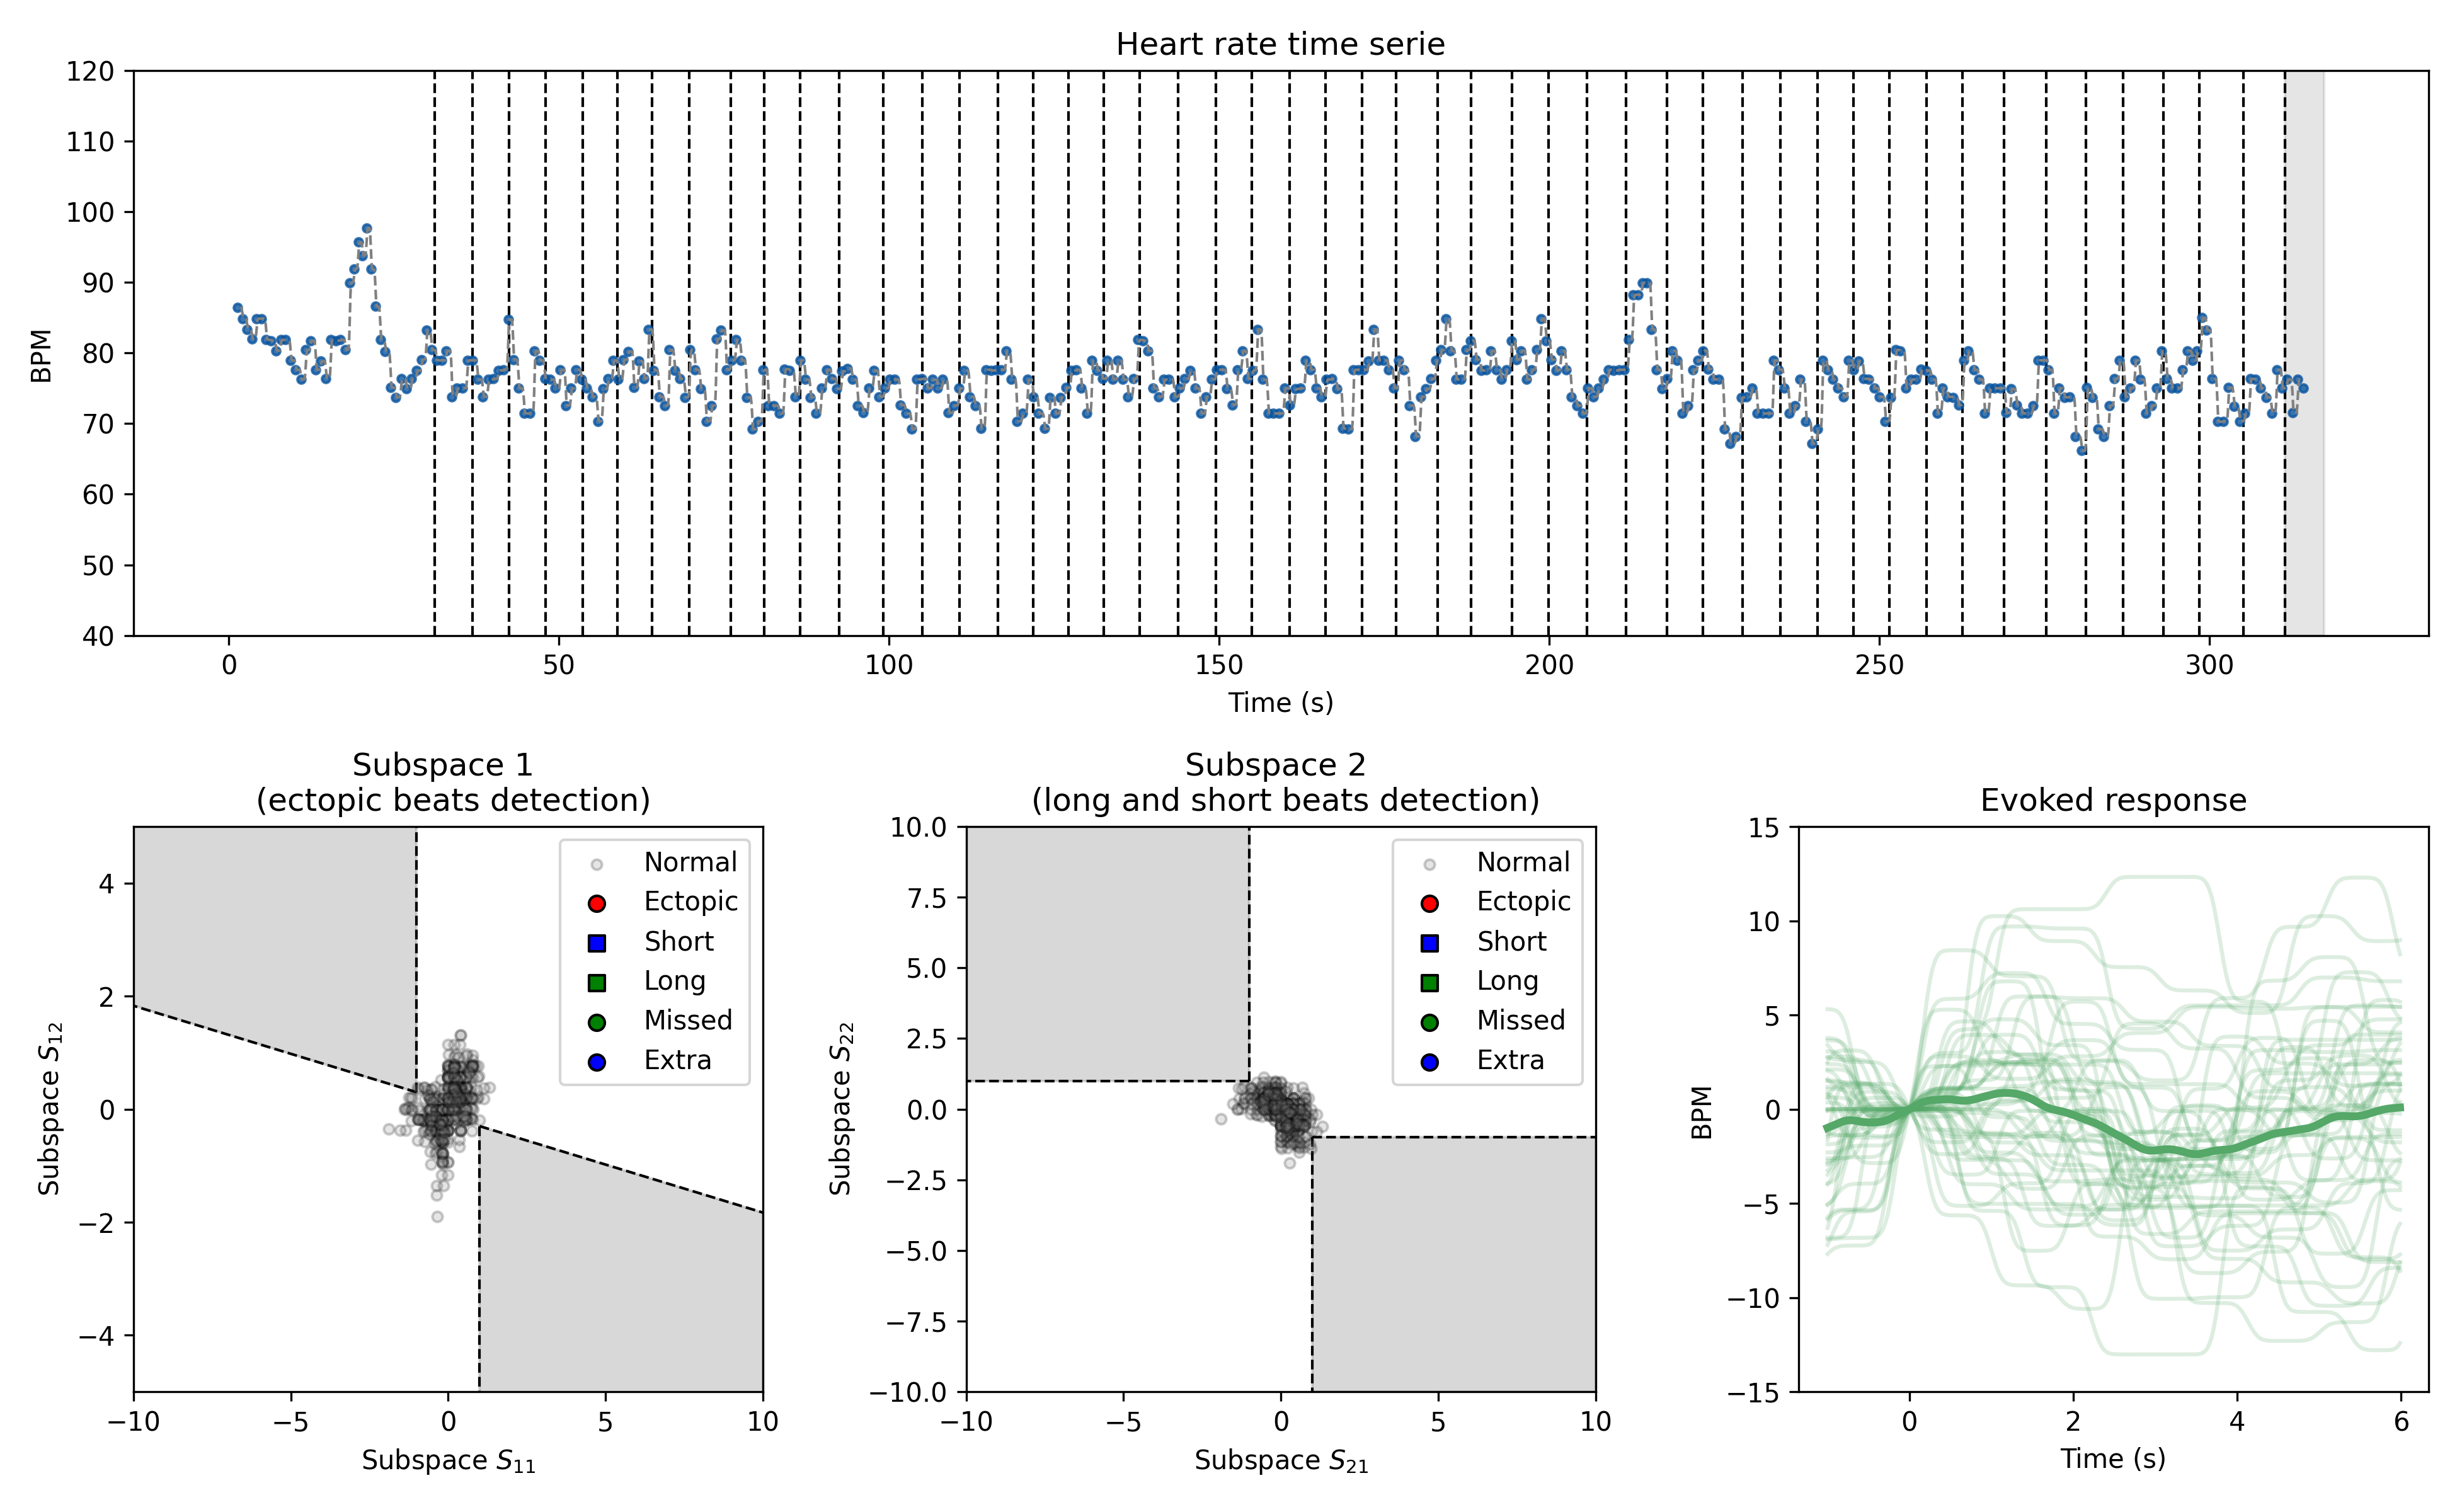 Heart rate time serie
120
110
100
90
80
70
60
50
40
BPM
0 50 100 150 200 250 300
Time (s)
Subspace 1
(ectopic beats detection)
4
2
0
−2
−4
Subspace S₁₂
−10 −5 0 5 10
Subspace S₁₁
Normal
Ectopic
Short
Long
Missed
Extra
Subspace 2
(long and short beats detection)
10.0
7.5
5.0
2.5
0.0
−2.5
−5.0
−7.5
−10.0
Subspace S₂₂
−10 −5 0 5 10
Subspace S₂₁
Normal
Ectopic
Short
Long
Missed
Extra
Evoked response
15
10
5
0
−5
−10
−15
BPM
0 2 4 6
Time (s)